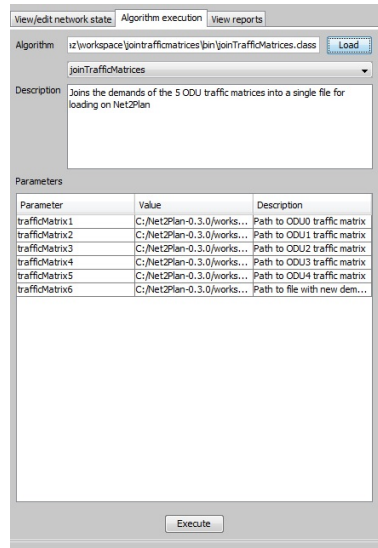 View/edit network state Algorithm execution View reports
Algorithm ız\workspace\jointrafficmatrices\bin\joinTrafficMatrices.class Load
joinTrafficMatrices
Description Joins the demands of the 5 ODU traffic matrices into a single file for
loading on Net2Plan
Parameters
Parameter Value Description
trafficMatrix1 C:/Net2Plan-0.3.0/works... Path to ODU0 traffic matrix
trafficMatrix2 C:/Net2Plan-0.3.0/works... Path to ODU1 traffic matrix
trafficMatrix3 C:/Net2Plan-0.3.0/works... Path to ODU2 traffic matrix
trafficMatrix4 C:/Net2Plan-0.3.0/works... Path to ODU3 traffic matrix
trafficMatrix5 C:/Net2Plan-0.3.0/works... Path to ODU4 traffic matrix
trafficMatrix6 C:/Net2Plan-0.3.0/works... Path to file with new dem...
Execute